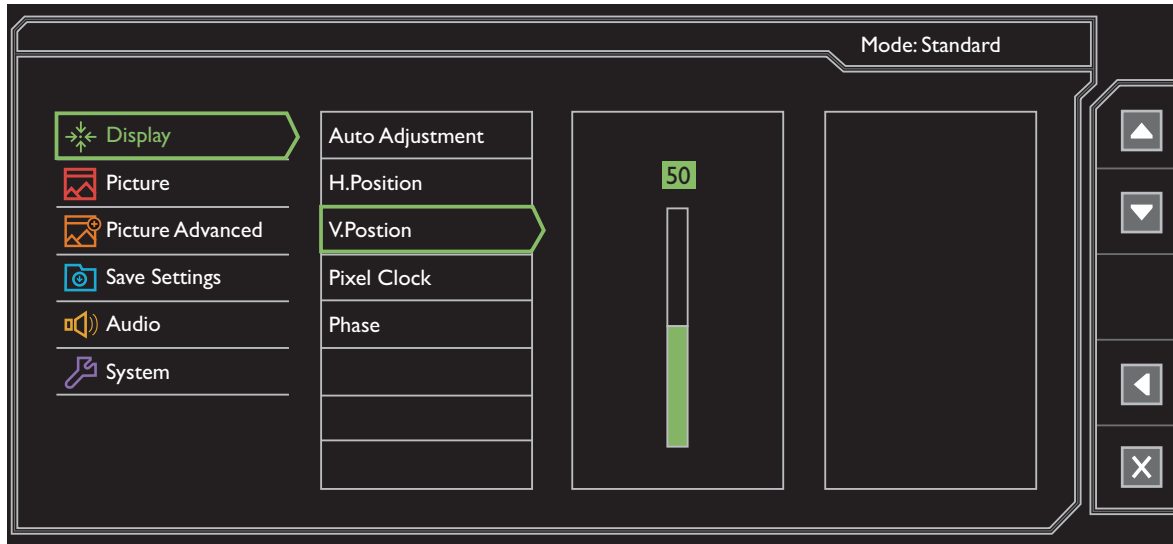 Mode: Standard
Display
Picture
Picture Advanced
Save Settings
Audio
System
Auto Adjustment
H.Position
V.Postion
Pixel Clock
Phase
50
X